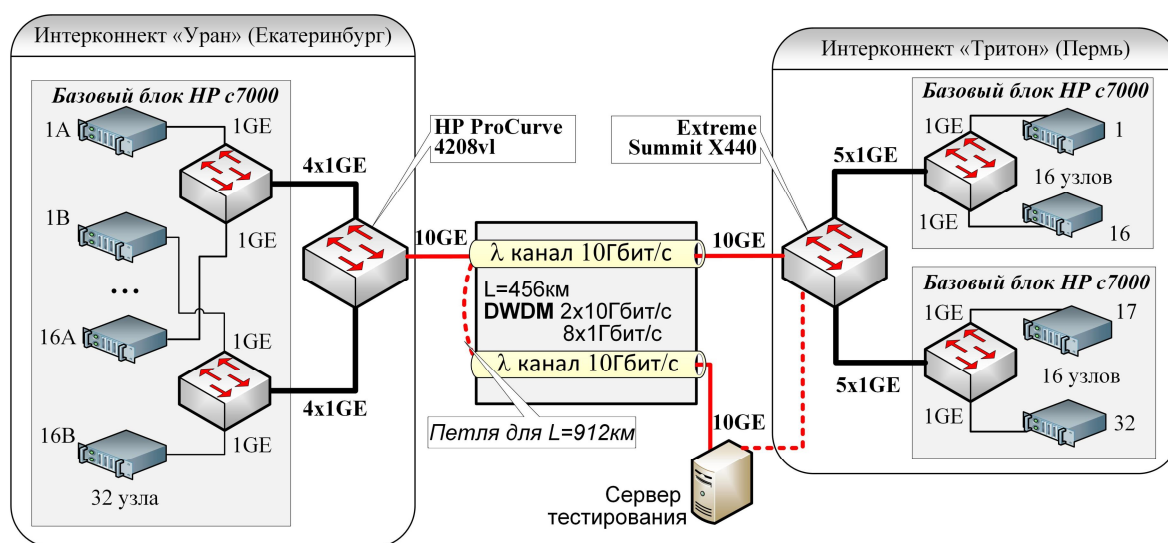 Интерконнект «Уран» (Екатеринбург)
Базовый блок HP c7000
1A
1GE
1B
1GE
...
16A
1GE
16B
1GE
32 узла
4x1GE
4x1GE
HP ProCurve
4208vl
10GE
λ канал 10Гбит/с
L=456км
DWDM 2x10Гбит/с
8x1Гбит/с
λ канал 10Гбит/с
Петля для L=912км
10GE
10GE
Сервер
тестирования
Extreme
Summit X440
Интерконнект «Тритон» (Пермь)
5x1GE
5x1GE
Базовый блок HP c7000
1GE
1
16 узлов
1GE
16
Базовый блок HP c7000
1GE
17
16 узлов
1GE
32